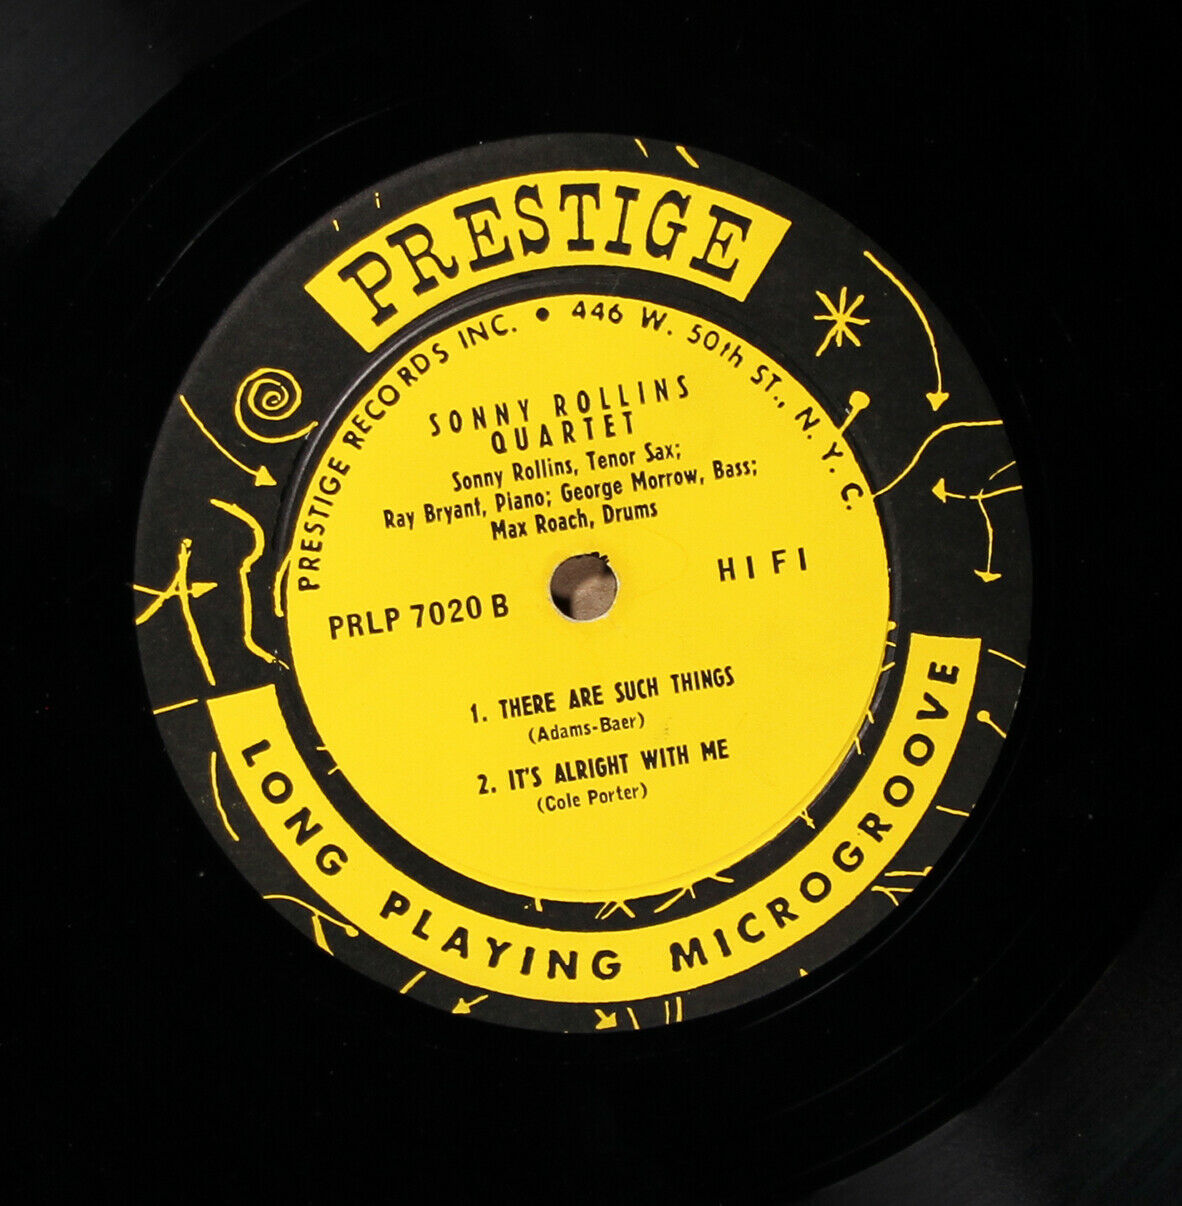 PRESTIGE
PRESTIGE RECORDS INC. • 446 W. 50th ST., N.Y.C.
SONNY ROLLINS
QUARTET
Sonny Rollins, Tenor Sax;
Ray Bryant, Piano; George Morrow, Bass;
Max Roach, Drums
HI FI
PRLP 7020 B
1. THERE ARE SUCH THINGS
(Adams-Baer)
2. IT'S ALRIGHT WITH ME
(Cole Porter)
LONG PLAYING MICROGROOVE